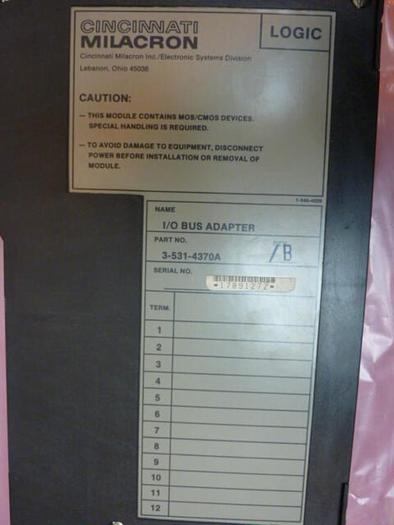 CINCINNATI
MILACRON
LOGIC
Cincinnati Milacron Inc./Electronic Systems Division
Lebanon, Ohio 45036
CAUTION:
— THIS MODULE CONTAINS MOS/CMOS DEVICES.
SPECIAL HANDLING IS REQUIRED.
— TO AVOID DAMAGE TO EQUIPMENT, DISCONNECT
POWER BEFORE INSTALLATION OR REMOVAL OF
MODULE.
NAME
I/O BUS ADAPTER
PART NO.
3-531-4370A
/B
SERIAL NO.
TERM.
1
2
3
4
5
6
7
8
9
10
11
12